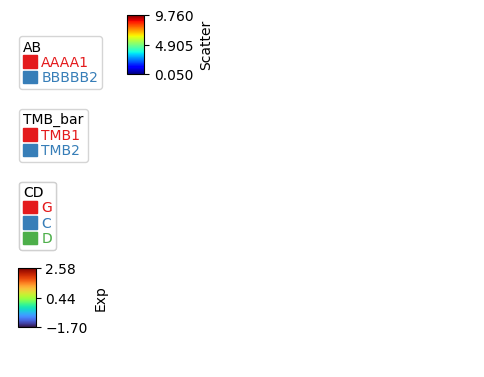 AB
AAAA1
BBBBB2
TMB_bar
TMB1
TMB2
CD
G
C
D
2.58
0.44
−1.70
Exp
9.760
4.905
0.050
Scatter